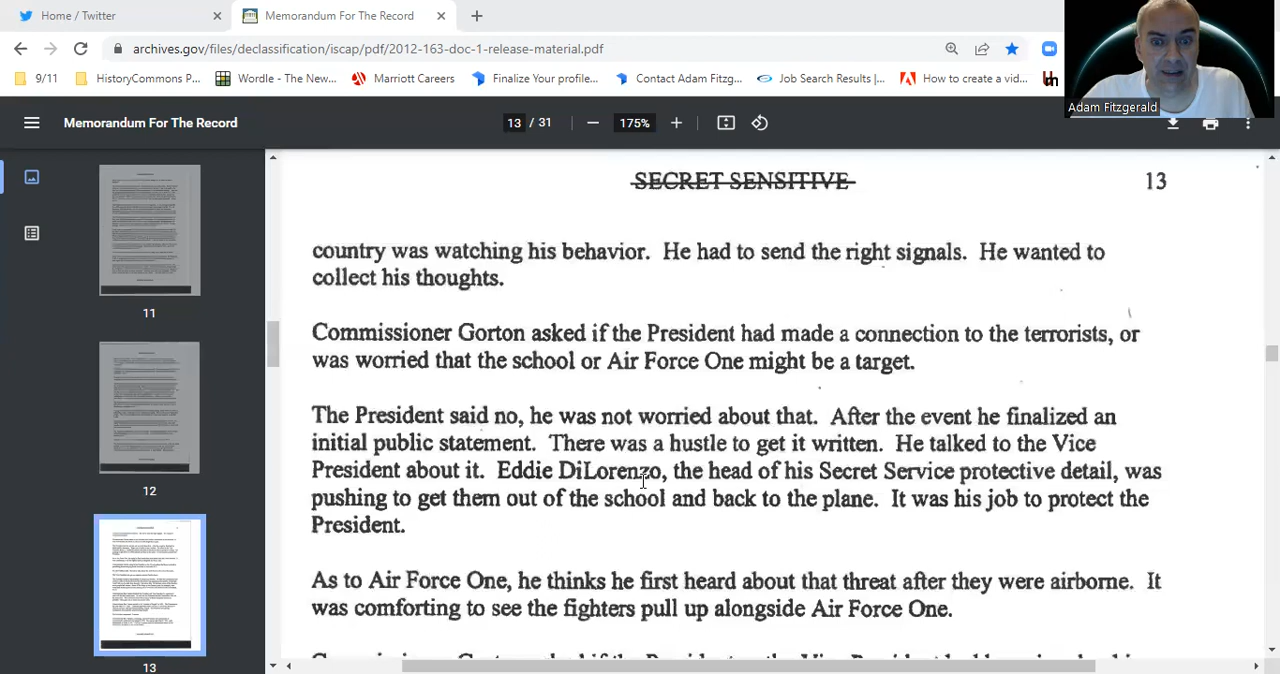 Home / Twitter
Memorandum For The Record
archives.gov/files/declassification/iscap/pdf/2012-163-doc-1-release-material.pdf
9/11
HistoryCommons P...
Wordle - The New...
Marriott Careers
Finalize Your profile...
Contact Adam Fitzg...
Job Search Results |...
How to create a vid...
Adam Fitzgerald
Memorandum For The Record
13 / 31
175%
11
12
13
SECRET SENSITIVE 13
country was watching his behavior. He had to send the right signals. He wanted to
collect his thoughts.
Commissioner Gorton asked if the President had made a connection to the terrorists, or
was worried that the school or Air Force One might be a target.
The President said no, he was not worried about that. After the event he finalized an
initial public statement. There was a hustle to get it written. He talked to the Vice
President about it. Eddie DiLorenzo, the head of his Secret Service protective detail, was
pushing to get them out of the school and back to the plane. It was his job to protect the
President.
As to Air Force One, he thinks he first heard about that threat after they were airborne. It
was comforting to see the fighters pull up alongside Air Force One.